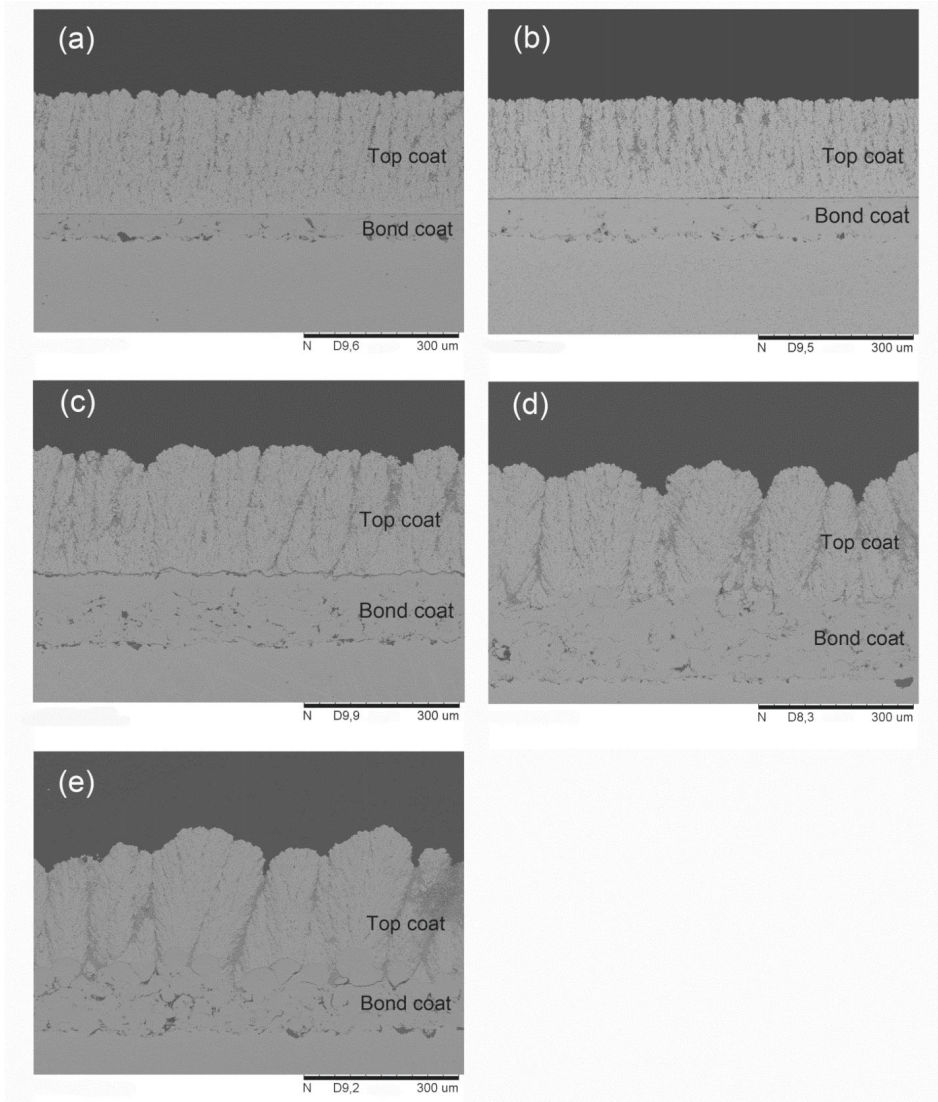 (a)
Top coat
Bond coat
N D9,6 300 um
(b)
Top coat
Bond coat
N D9,5 300 um
(c)
Top coat
Bond coat
N D9,9 300 um
(d)
Top coat
Bond coat
N D8,3 300 um
(e)
Top coat
Bond coat
N D9,2 300 um